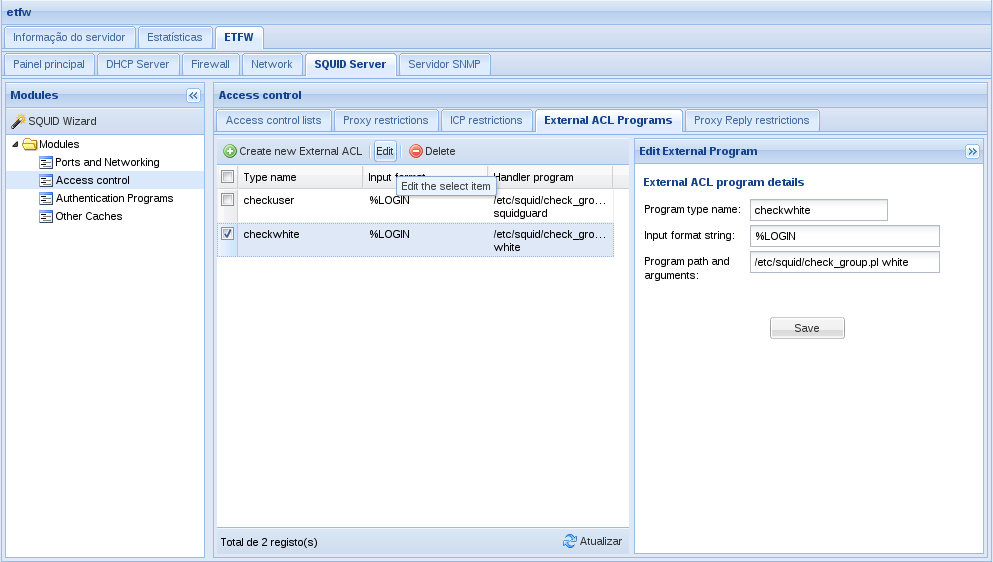 etfw
Informação do servidor Estatísticas ETFW
Painel principal DHCP Server Firewall Network SQUID Server Servidor SNMP
Modules
SQUID Wizard
Modules
Ports and Networking
Access control
Authentication Programs
Other Caches
Access control
Access control lists Proxy restrictions ICP restrictions External ACL Programs Proxy Reply restrictions
Create new External ACL Edit Delete
Type name Input format Handler program
Edit the select item
checkuser %LOGIN /etc/squid/check_gro...
squidguard
checkwhite %LOGIN /etc/squid/check_gro...
white
Total de 2 registo(s) Atualizar
Edit External Program
External ACL program details
Program type name: checkwhite
Input format string: %LOGIN
Program path and arguments: /etc/squid/check_group.pl white
Save